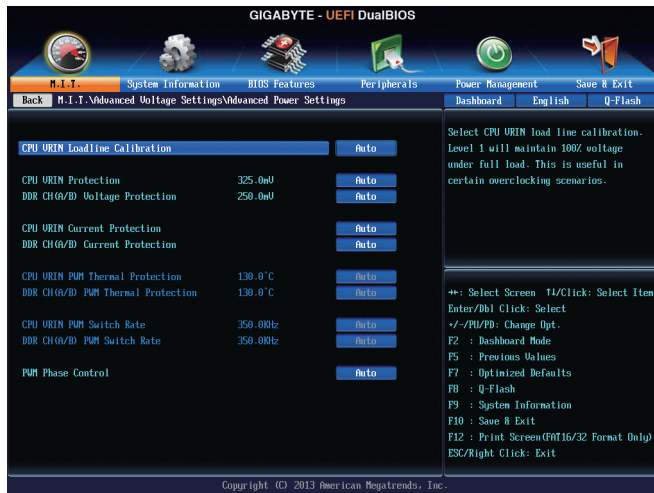 GIGABYTE - UEFI DualBIOS
M.I.T. System Information BIOS Features Peripherals Power Management Save & Exit
Back M.I.T.\Advanced Voltage Settings\Advanced Power Settings Dashboard English Q-Flash
CPU VRIN Loadline Calibration Auto
CPU VRIN Protection 325.0mV Auto
DDR CH(A/B) Voltage Protection 250.0mV Auto
CPU VRIN Current Protection Auto
DDR CH(A/B) Current Protection Auto
CPU VRIN PWM Thermal Protection 130.0°C Auto
DDR CH(A/B) PWM Thermal Protection 130.0°C Auto
CPU VRIN PWM Switch Rate 350.0KHz Auto
DDR CH(A/B) PWM Switch Rate 350.0KHz Auto
PWM Phase Control Auto
Select CPU VRIN load line calibration.
Level 1 will maintain 100% voltage
under full load. This is useful in
certain overclocking scenarios.
↔: Select Screen ↑↓/Click: Select Item
Enter/Dbl Click: Select
+/-/PU/PD: Change Opt.
F2 : Dashboard Mode
F5 : Previous Values
F7 : Optimized Defaults
F8 : Q-Flash
F9 : System Information
F10 : Save & Exit
F12 : Print Screen(FAT16/32 Format Only)
ESC/Right Click: Exit
Copyright (C) 2013 American Megatrends, Inc.